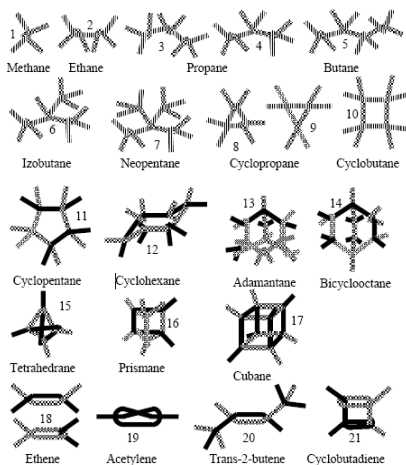 1 2 3 4 5
Methane Ethane Propane Butane
6 7 8 9 10
Izobutane Neopentane Cyclopropane Cyclobutane
11 12 13 14
Cyclopentane Cyclohexane Adamantane Bicyclooctane
15 16 17
Tetrahedrane Prismane Cubane
18 19 20 21
Ethene Acetylene Trans-2-butene Cyclobutadiene